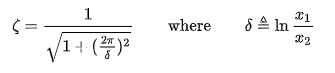 ζ = 1 / √(1 + (2π/δ)²) where δ ≜ ln x₁/x₂